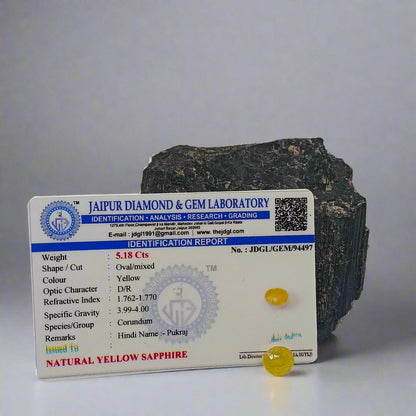 JAIPUR DIAMOND & GEM LABORATORY
IDENTIFICATION • ANALYSIS • RESEARCH • GRADING
E-mail : jdgl1991@gmail.com www. thejdgl.com
IDENTIFICATION REPORT
No. : JDGL/GEM/94497
Weight : 5.18 Cts
Shape / Cut : Oval/mixed
Colour : Yellow
Optic Character : D/R
Refractive Index : 1.762-1.770
Specific Gravity : 3.99-4.00
Species/Group : Corundum
Remarks : Hindi Name :- Pukraj
Issued To
NATURAL YELLOW SAPPHIRE
TM